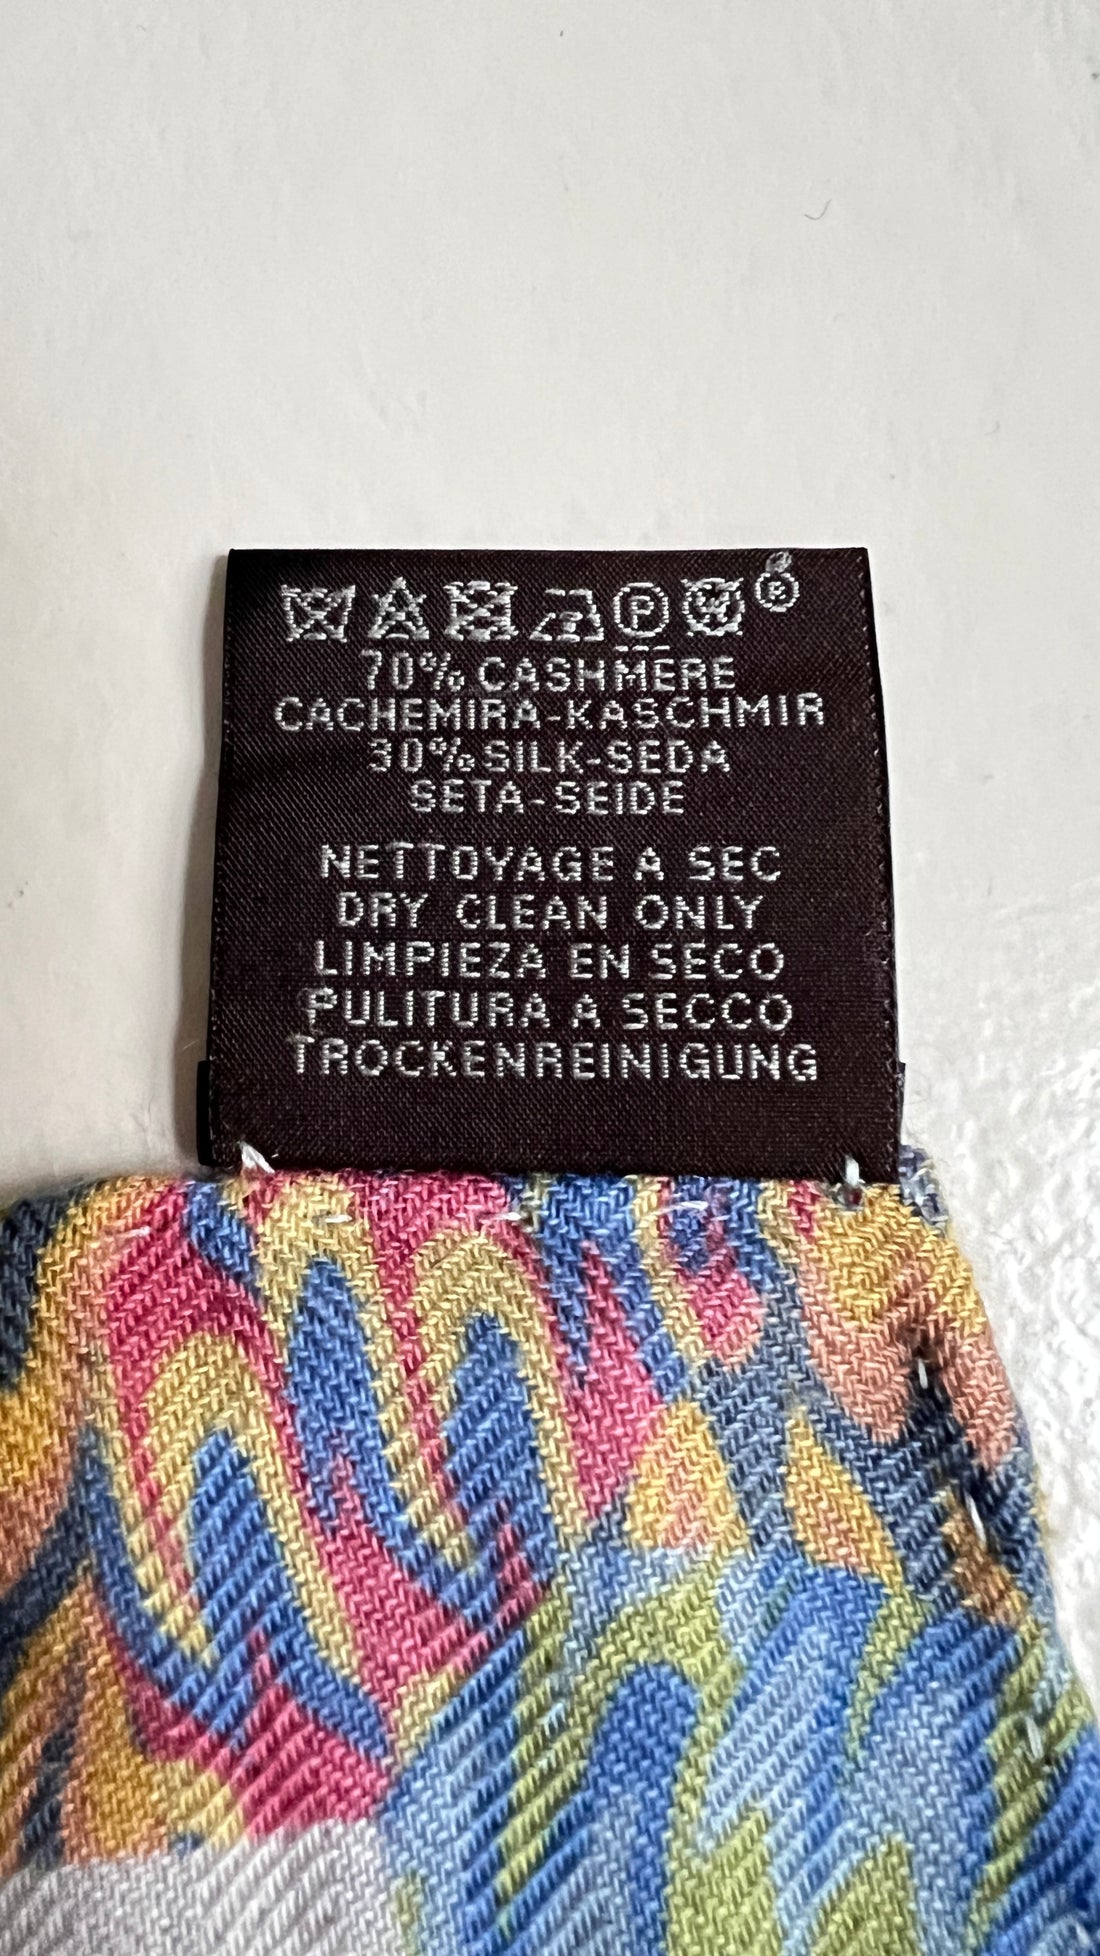 P W ®
70% CASHMERE
CACHEMIRA-KASCHMIR
30% SILK-SEDA
SETA-SEIDE
NETTOYAGE A SEC
DRY CLEAN ONLY
LIMPIEZA EN SECO
PULITURA A SECCO
TROCKENREINIGUNG